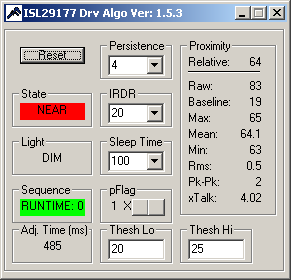 ISL29177 Drv Algo Ver: 1.5.3
Reset
Persistence
4
Proximity
Relative: 64
Raw: 83
Baseline: 19
Max: 65
Mean: 64.1
Min: 63
Rms: 0.5
Pk-Pk: 2
xTalk: 4.02
State
NEAR
IRDR
20
Light
DIM
Sleep Time
100
Sequence
RUNTIME: 0
pFlag
1 X
Adj. Time (ms)
485
Thesh Lo
20
Thesh Hi
25